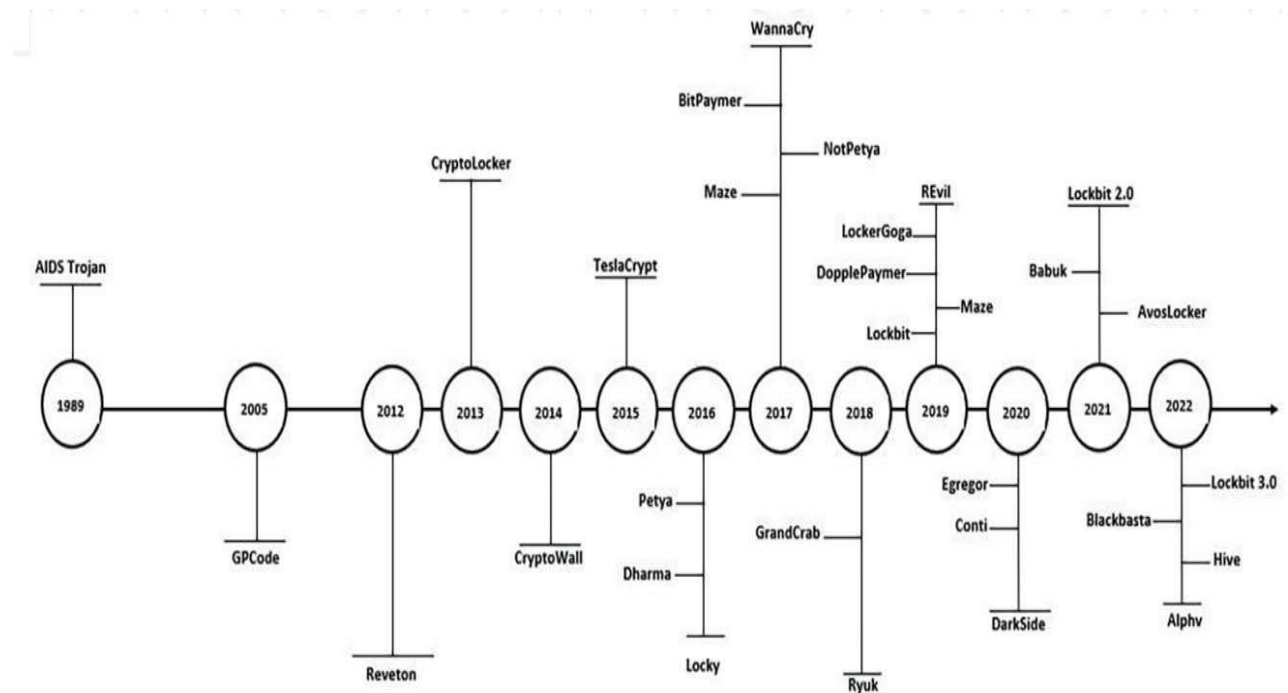 WannaCry
BitPaymer
NotPetya
CryptoLocker
Maze
REvil
Lockbit 2.0
LockerGoga
AIDS Trojan
TeslaCrypt
DopplePaymer
Babuk
Maze
AvosLocker
Lockbit
1989
2005
2012
2013
2014
2015
2016
2017
2018
2019
2020
2021
2022
Egregor
Lockbit 3.0
Petya
Blackbasta
Conti
GrandCrab
GPCode
CryptoWall
Hive
Dharma
Alphv
DarkSide
Locky
Reveton
Ryuk